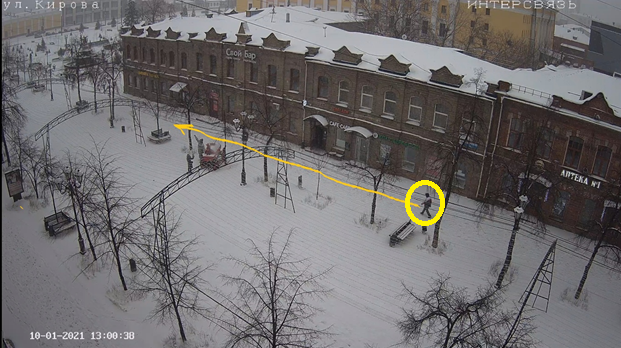 ул.Кирова
ИНТЕРСВЯЗЬ
Свой Бар
АПТЕКА №1
10-01-2021 13:00:38